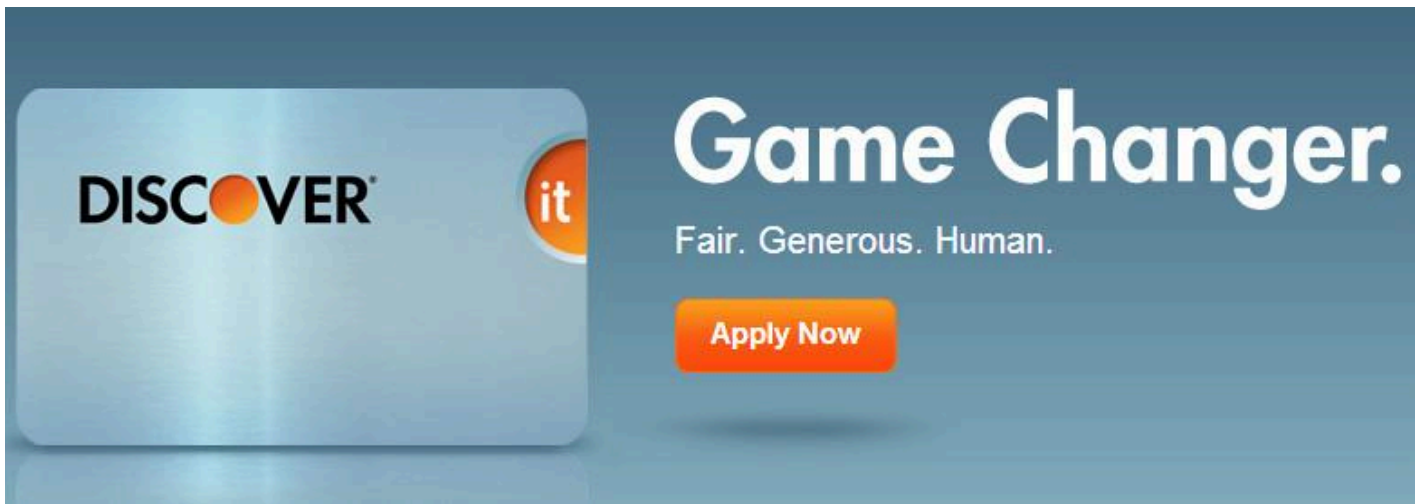 DISCOVER®
it
Game Changer.
Fair. Generous. Human.
Apply Now